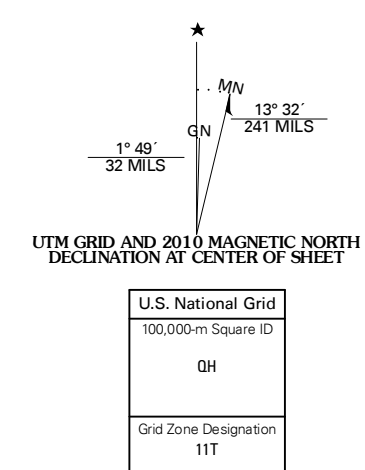 MN
13° 32´
241 MILS
GN
1° 49´
32 MILS
UTM GRID AND 2010 MAGNETIC NORTH
DECLINATION AT CENTER OF SHEET
U.S. National Grid
100,000-m Square ID
QH
Grid Zone Designation
11T